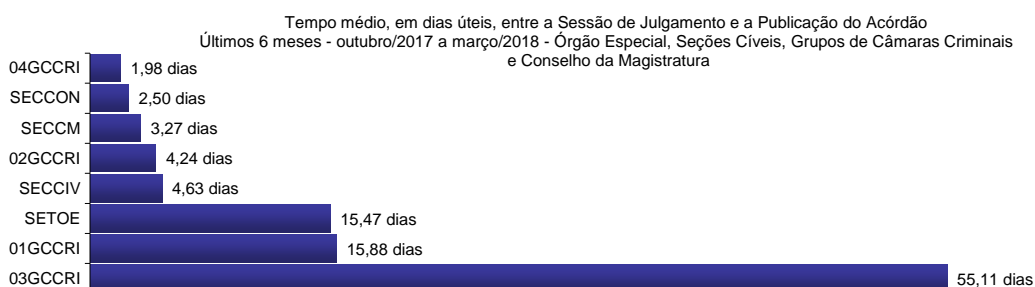 Tempo médio, em dias úteis, entre a Sessão de Julgamento e a Publicação do Acórdão
Últimos 6 meses - outubro/2017 a março/2018 - Órgão Especial, Seções Cíveis, Grupos de Câmaras Criminais
e Conselho da Magistratura
04GCCRI 1,98 dias
SECCON 2,50 dias
SECCM 3,27 dias
02GCCRI 4,24 dias
SECCIV 4,63 dias
SETOE 15,47 dias
01GCCRI 15,88 dias
03GCCRI 55,11 dias